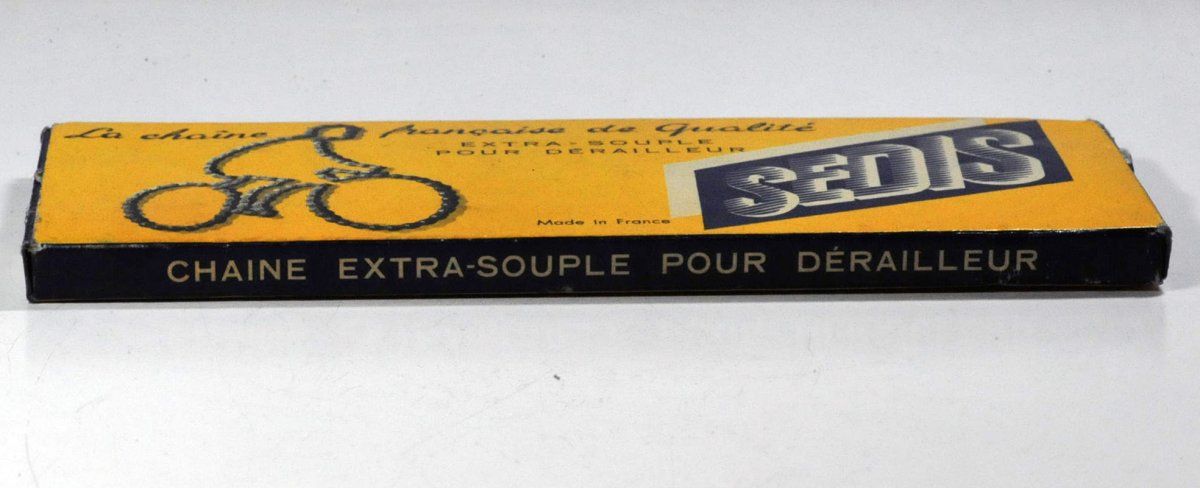 La chaîne française de Qualité
EXTRA-SOUPLE
POUR DÉRAILLEUR
SEDIS
Made in France
CHAINE EXTRA-SOUPLE POUR DÉRAILLEUR